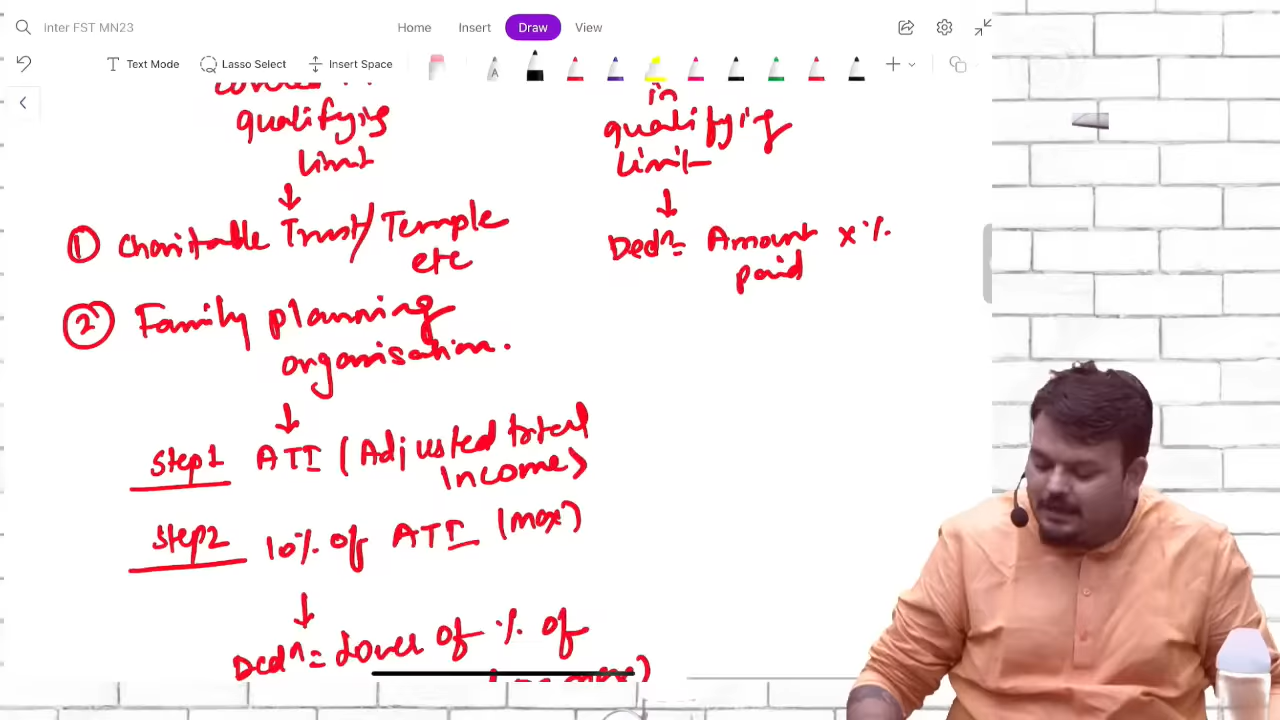 inter FST MN23
Home Insert Draw View
Text Mode Lasso Select Insert Space
A
qualifying
limit
① Charitable Trust/Temple
etc
② Family planning
organisation.
Step1 ATI (Adjusted total
Incomes
Step2 10% of ATI (max)
Dedn = Lower of % of
in
qualifying
limit
Dedn = Amount x %
paid